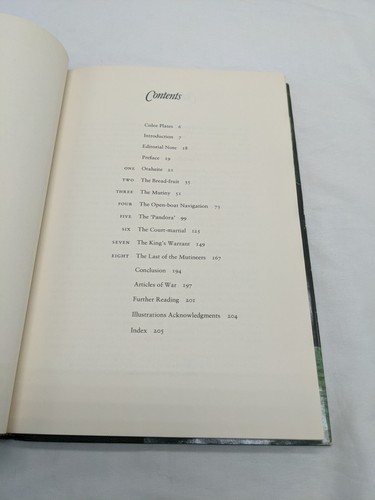 Contents
Color Plates 6
Introduction 7
Editorial Note 18
Preface 19
ONE Otaheite 21
TWO The Bread-fruit 35
THREE The Mutiny 51
FOUR The Open-boat Navigation 73
FIVE The 'Pandora' 99
SIX The Court-martial 125
SEVEN The King's Warrant 149
EIGHT The Last of the Mutineers 167
Conclusion 194
Articles of War 197
Further Reading 202
Illustrations Acknowledgments 204
Index 205